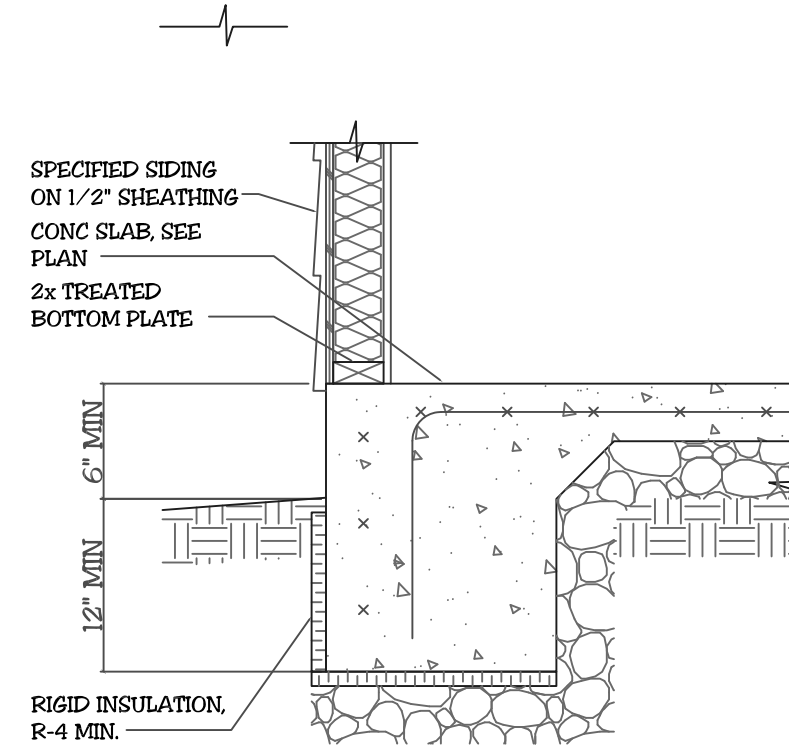 SPECIFIED SIDING
ON 1/2" SHEATHING
CONC SLAB, SEE
PLAN
2x TREATED
BOTTOM PLATE
6" MIN
12" MIN
RIGID INSULATION,
R-4 MIN.